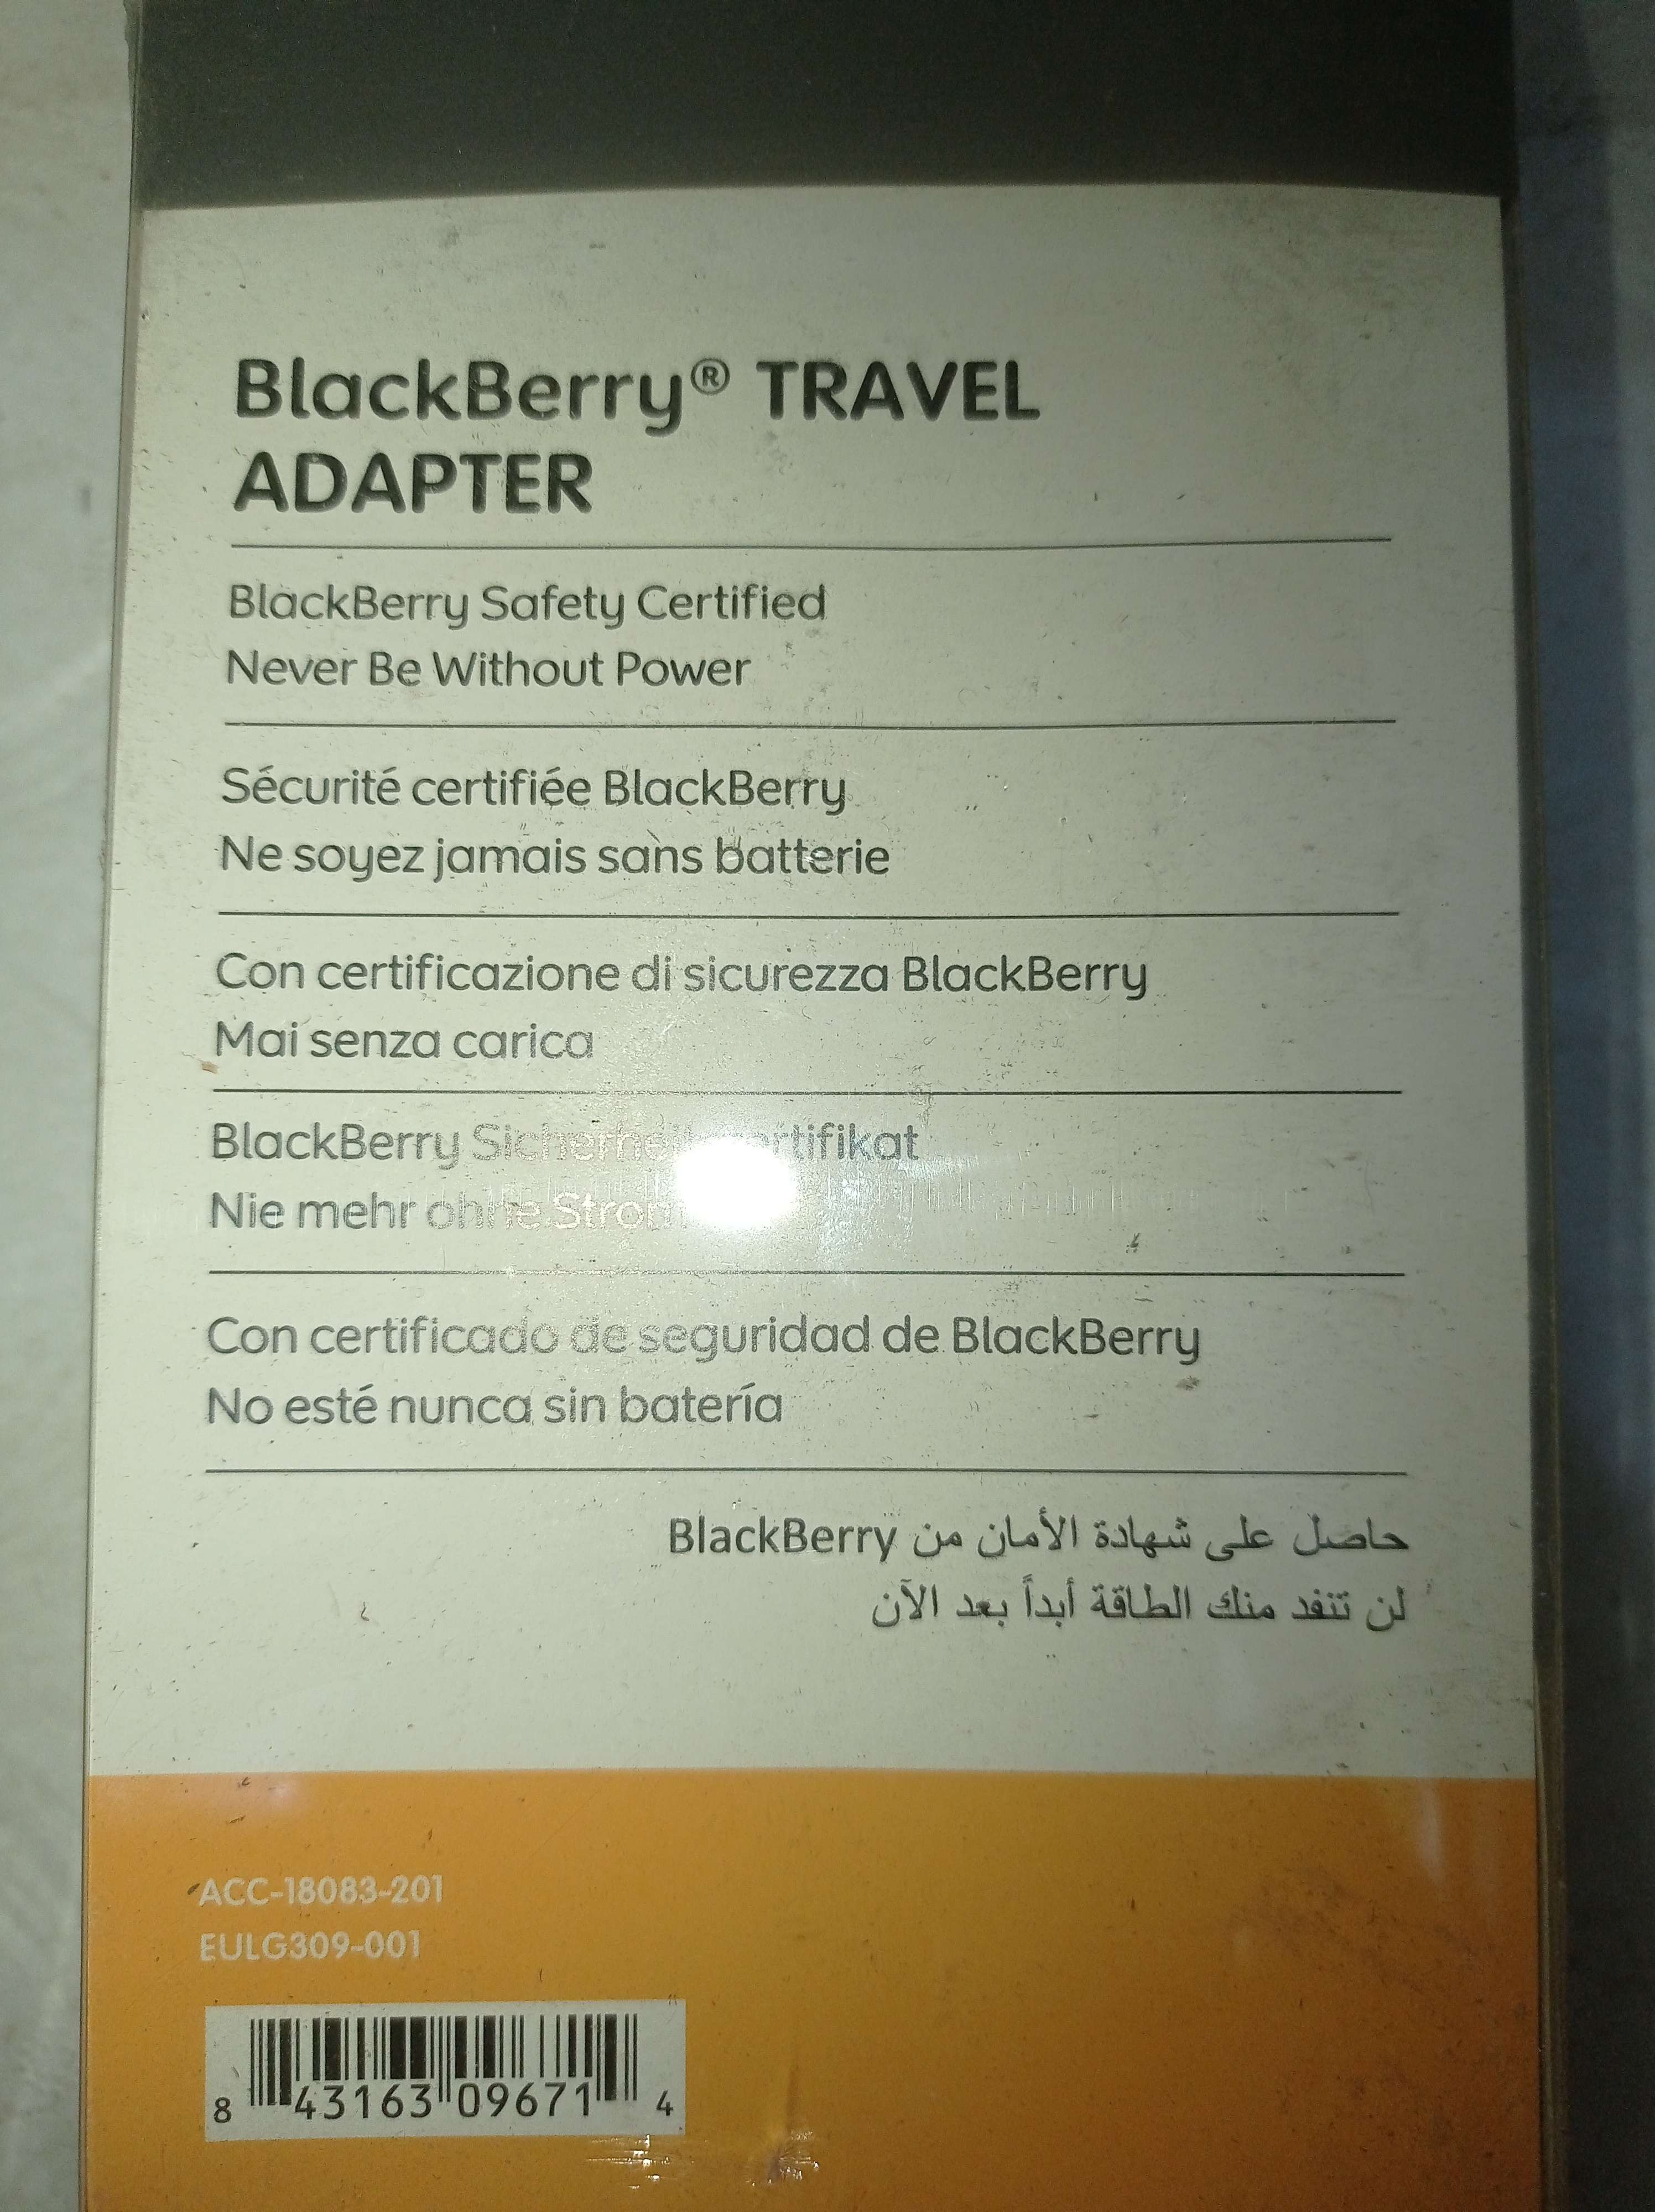 BlackBerry® TRAVEL
ADAPTER
BlackBerry Safety Certified
Never Be Without Power
Sécurité certifiée BlackBerry
Ne soyez jamais sans batterie
Con certificazione di sicurezza BlackBerry
Mai senza carica
BlackBerry
Nie mehr ohne Strom
Con certificado de seguridad de BlackBerry
No esté nunca sin batería
حاصل على شهادة الأمان من BlackBerry
لن تنفد منك الطاقة أبداً بعد الآن
ACC-18083-201
EULG309-001
8 43163 09671 4